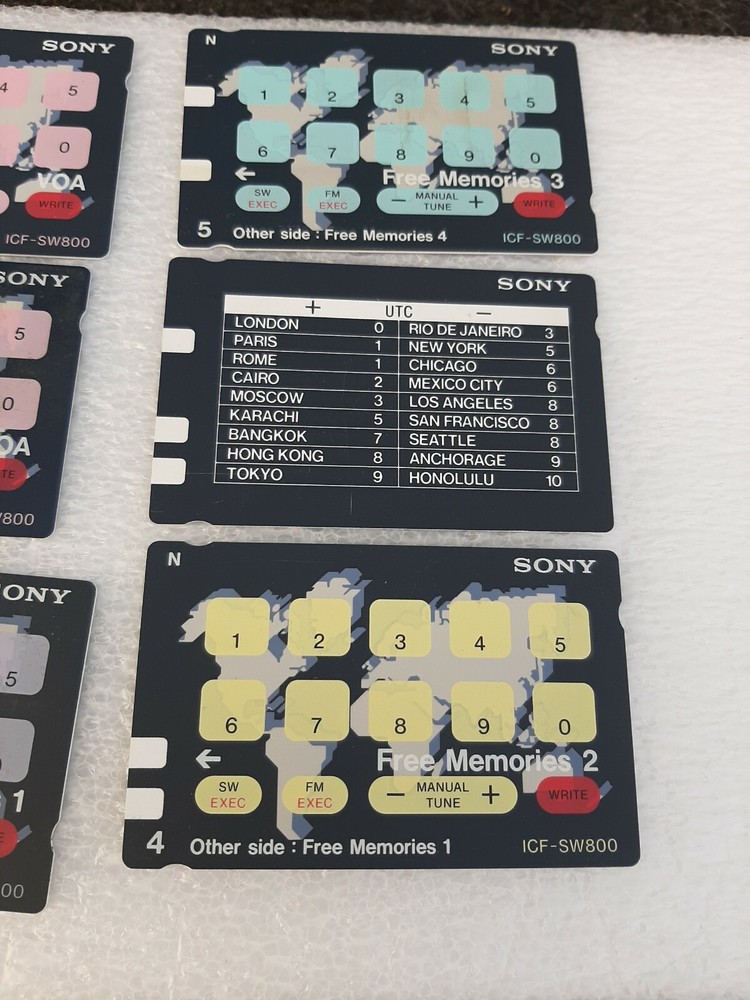 SONY
4 5
0
VOA
WRITE
ICF-SW800
N
SONY
1 2 3 4 5
6 7 8 9 0
Free Memories 3
SW EXEC
FM EXEC
− MANUAL TUNE +
WRITE
5 Other side : Free Memories 4
ICF-SW800
SONY
5
0
OA
TE
W800
SONY
+ UTC −
LONDON 0 RIO DE JANEIRO 3
PARIS 1 NEW YORK 5
ROME 1 CHICAGO 6
CAIRO 2 MEXICO CITY 6
MOSCOW 3 LOS ANGELES 8
KARACHI 5 SAN FRANCISCO 8
BANGKOK 7 SEATTLE 8
HONG KONG 8 ANCHORAGE 9
TOKYO 9 HONOLULU 10
ONY
5
1
E
00
N
SONY
1 2 3 4 5
6 7 8 9 0
Free Memories 2
SW EXEC
FM EXEC
− MANUAL TUNE +
WRITE
4 Other side : Free Memories 1
ICF-SW800